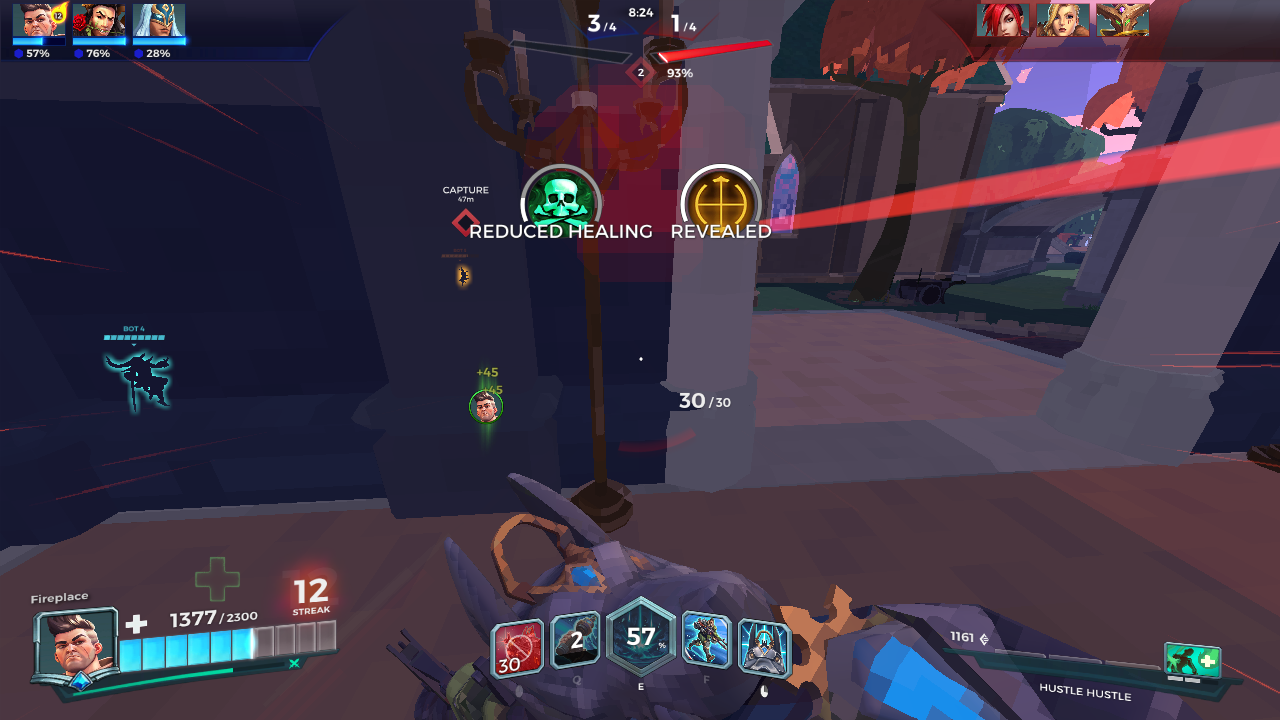 12
57%
76%
28%
3/4
8:24
1/4
2
93%
CAPTURE
47m
REDUCED HEALING
REVEALED
BOT 4
+45
+45
30/30
Fireplace
1377/2300
12
STREAK
30
2
Q
57%
E
F
1161
HUSTLE HUSTLE